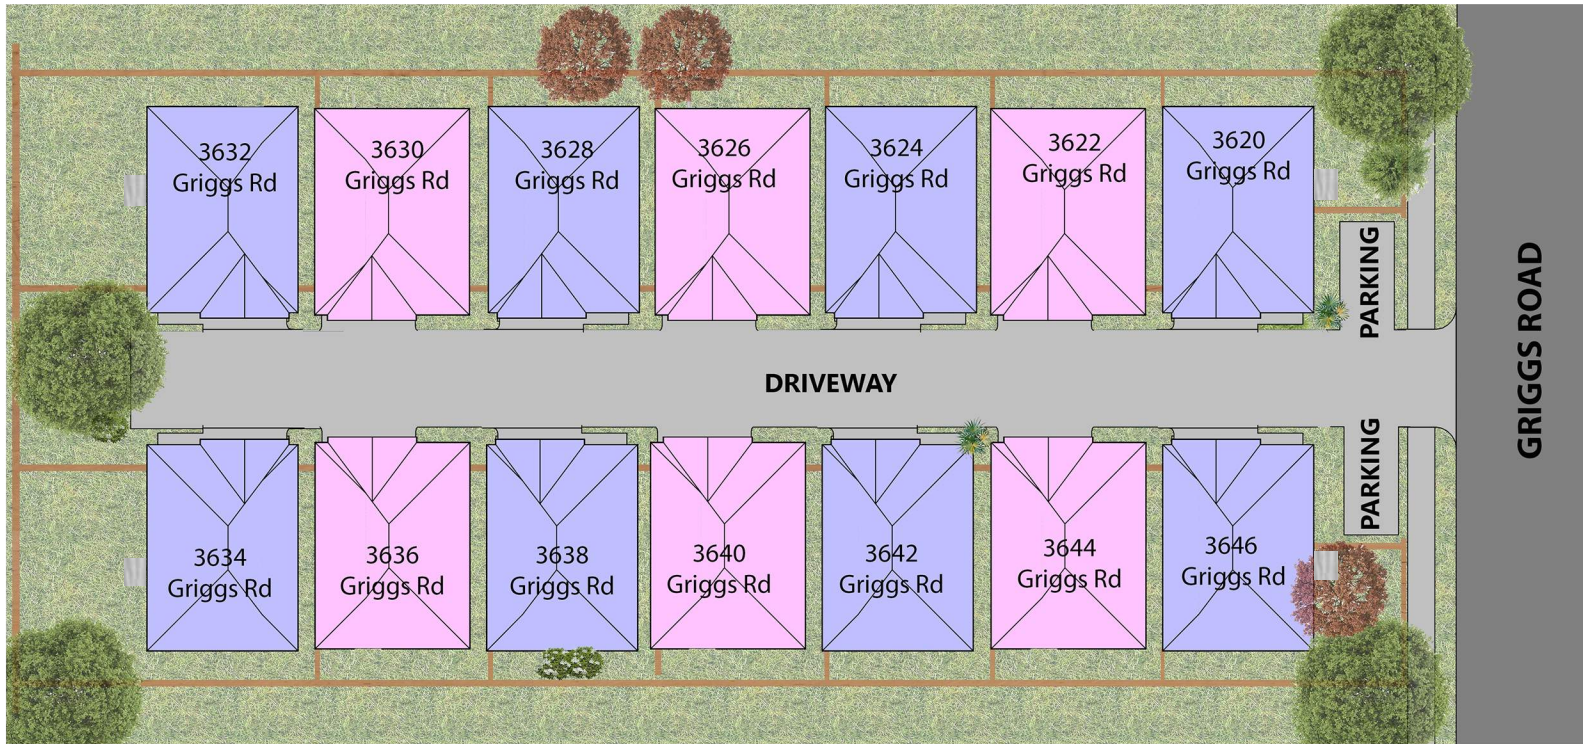 3632
Griggs Rd
3630
Griggs Rd
3628
Griggs Rd
3626
Griggs Rd
3624
Griggs Rd
3622
Griggs Rd
3620
Griggs Rd
PARKING
GRIGGS ROAD
DRIVEWAY
PARKING
3634
Griggs Rd
3636
Griggs Rd
3638
Griggs Rd
3640
Griggs Rd
3642
Griggs Rd
3644
Griggs Rd
3646
Griggs Rd